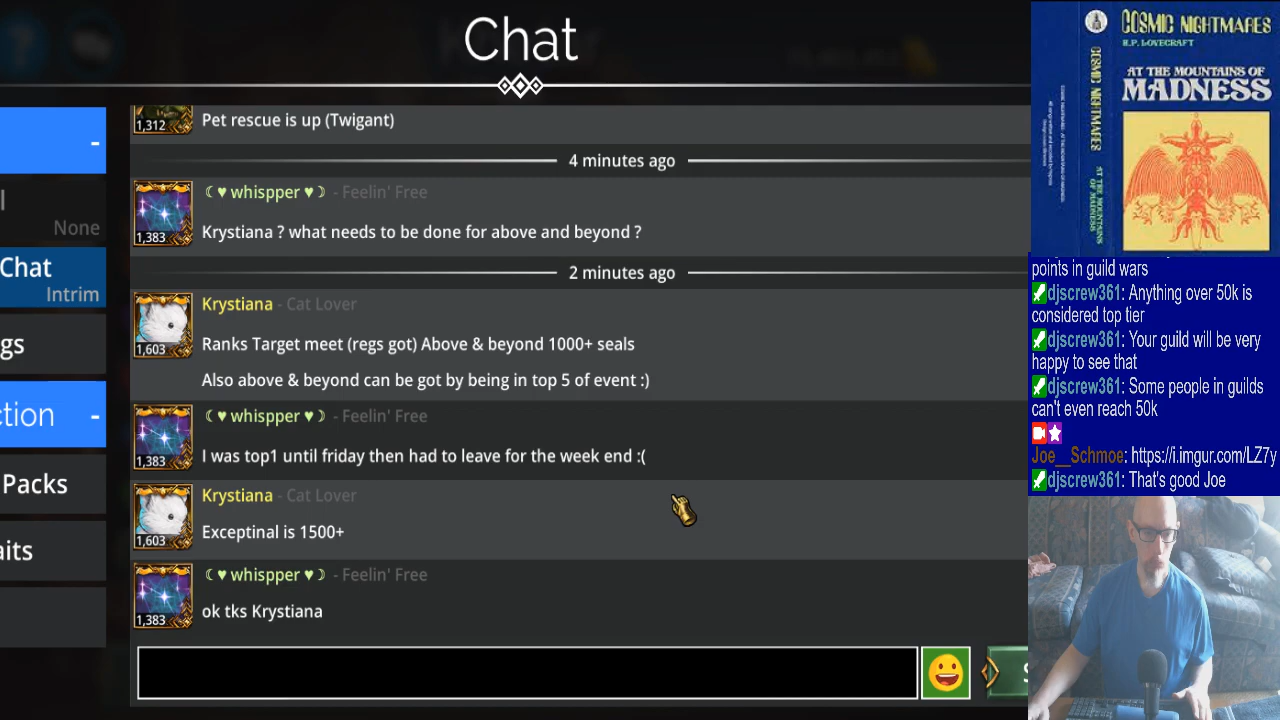 Chat
-
l
None
Chat
Intrim
gs
ction -
Packs
aits
1,312
Pet rescue is up (Twigant)
4 minutes ago
☾♥ whispper ♥☽ - Feelin' Free
1,383
Krystiana ? what needs to be done for above and beyond ?
2 minutes ago
Krystiana - Cat Lover
1,603
Ranks Target meet (regs got) Above & beyond 1000+ seals
Also above & beyond can be got by being in top 5 of event :)
☾♥ whispper ♥☽ - Feelin' Free
1,383
I was top1 until friday then had to leave for the week end :(
Krystiana - Cat Lover
1,603
Exceptinal is 1500+
☾♥ whispper ♥☽ - Feelin' Free
1,383
ok tks Krystiana
COSMIC NIGHTMARES
H.P. LOVECRAFT
AT THE MOUNTAINS OF
MADNESS
COSMIC NIGHTMARES
AT THE MOUNTAINS
OF MADNESS
points in guild wars
djscrew361: Anything over 50k is
considered top tier
djscrew361: Your guild will be very
happy to see that
djscrew361: Some people in guilds
can't even reach 50k
Joe__Schmoe: https://i.imgur.com/LZ7y
djscrew361: That's good Joe